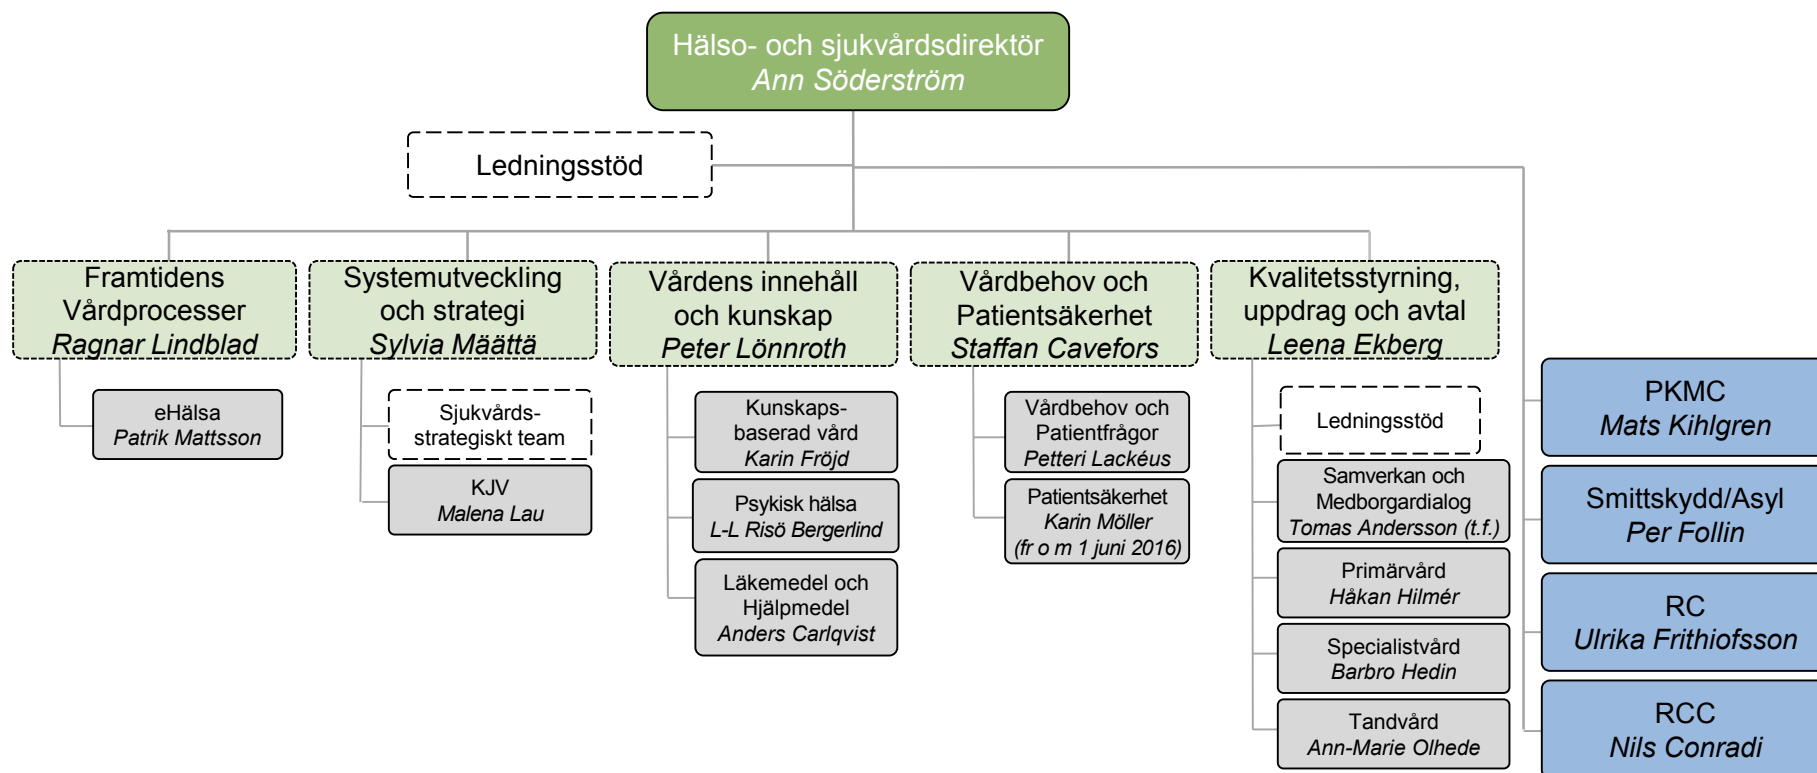 Hälso- och sjukvårdsdirektör
Ann Söderström
Ledningsstöd
Framtidens
Vårdprocesser
Ragnar Lindblad
Systemutveckling
och strategi
Sylvia Määttä
Vårdens innehåll
och kunskap
Peter Lönnroth
Vårdbehov och
Patientsäkerhet
Staffan Cavefors
Kvalitetsstyrning,
uppdrag och avtal
Leena Ekberg
eHälsa
Patrik Mattsson
Sjukvårds-
strategiskt team
KJV
Malena Lau
Kunskaps-
baserad vård
Karin Fröjd
Psykisk hälsa
L-L Risö Bergerlind
Läkemedel och
Hjälpmedel
Anders Carlqvist
Vårdbehov och
Patientfrågor
Petteri Lackéus
Patientsäkerhet
Karin Möller
(fr o m 1 juni 2016)
Ledningsstöd
Samverkan och
Medborgardialog
Tomas Andersson (t.f.)
Primärvård
Håkan Hilmér
Specialistvård
Barbro Hedin
Tandvård
Ann-Marie Olhede
PKMC
Mats Kihlgren
Smittskydd/Asyl
Per Follin
RC
Ulrika Frithiofsson
RCC
Nils Conradi